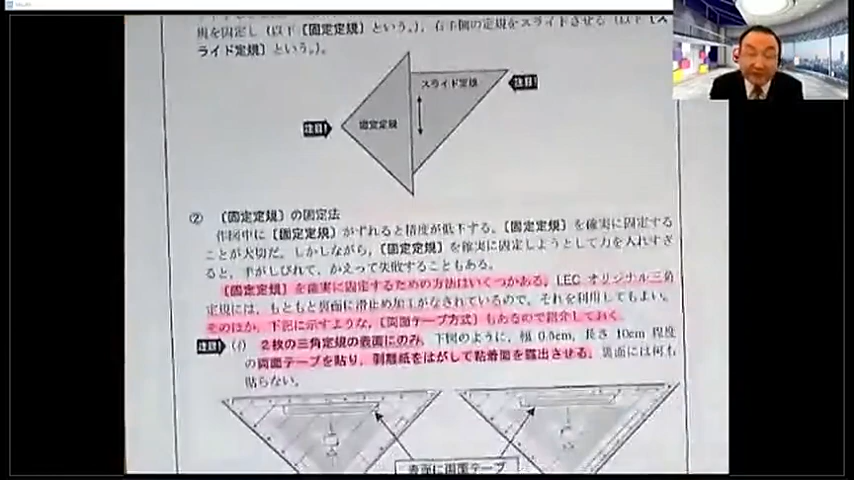 規を固定し（以下〔固定定規〕という。），右手側の定規をスライドさせる（以下〔ス
ライド定規〕という。）。
スライド定規
注目!
注目!
固定定規
② 〔固定定規〕の固定法
作図中に〔固定定規〕がずれると精度が低下する。〔固定定規〕を確実に固定する
ことが大切だ。しかしながら，〔固定定規〕を確実に固定しようとして力を入れすぎ
ると，手がしびれて，かえって失敗することもある。
〔固定定規〕を確実に固定するための方法はいくつかある。LEC オリジナル三角
定規には，もともと裏面に滑止め加工がなされているので，それを利用してもよい。
そのほか，下記に示すような，〔両面テープ方式〕もあるので紹介しておく。
注目! (ｲ) 2枚の三角定規の表面にのみ，下図のように，幅 0.5cm，長さ 10cm 程度
の両面テープを貼り，剥離紙をはがして粘着面を露出させる。裏面には何も
貼らない。
表面に両面テープ